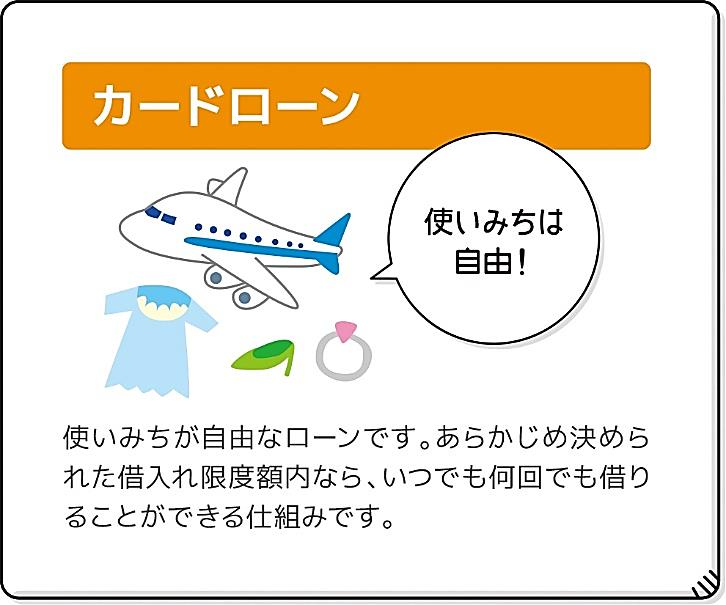 カードローン
使いみちは
自由!
使いみちが自由なローンです。あらかじめ決めら
れた借入れ限度額内なら、いつでも何回でも借り
ることができる仕組みです。